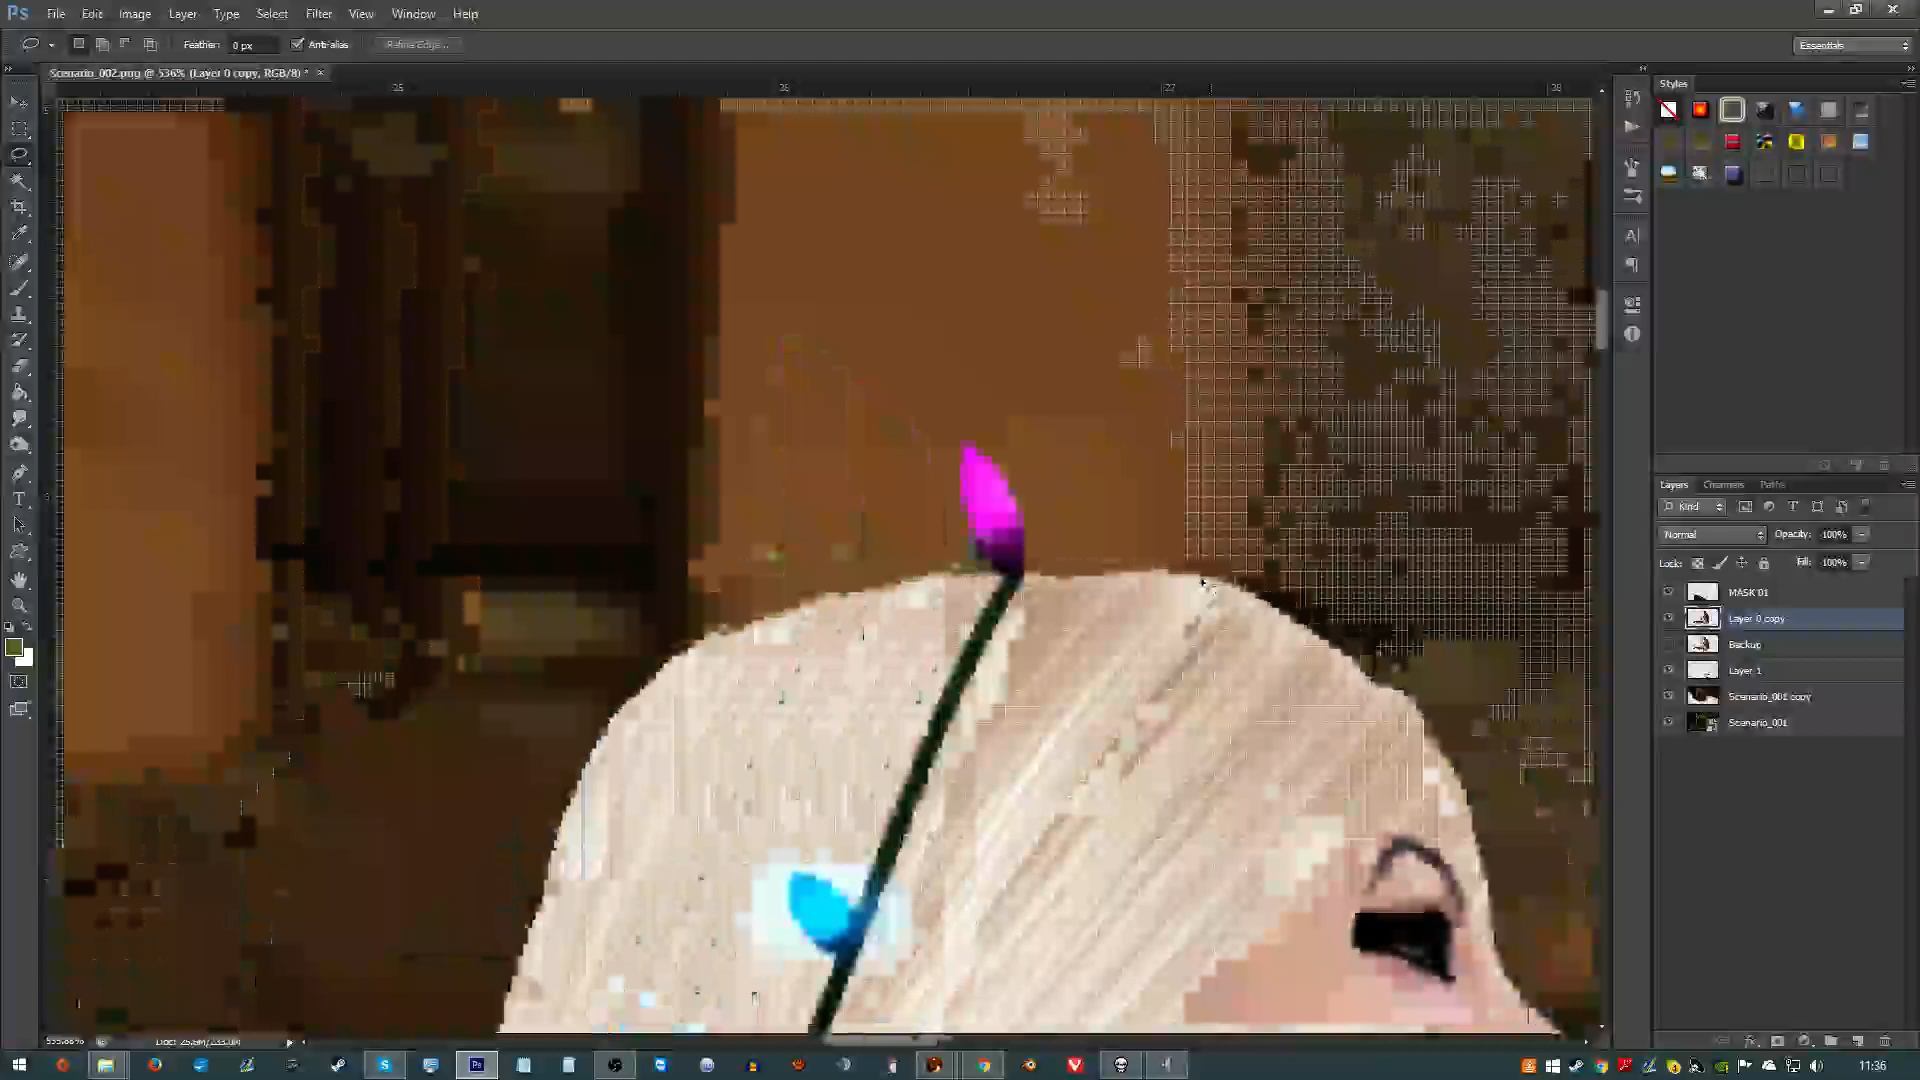 Ps File Edit Image Layer Type Select Filter View Window Help
Feather: 0 px Anti-alias Refine Edge... Essentials
Scenario_002.png @ 536% (Layer 0 copy, RGB/8) * ×
25 26 27 28
Styles
Layers Channels Paths
Kind
Normal Opacity: 100%
Lock: Fill: 100%
MASK 01
Layer 0 copy
Backup
Layer 1
Scenario_001 copy
Scenario_001
11:36